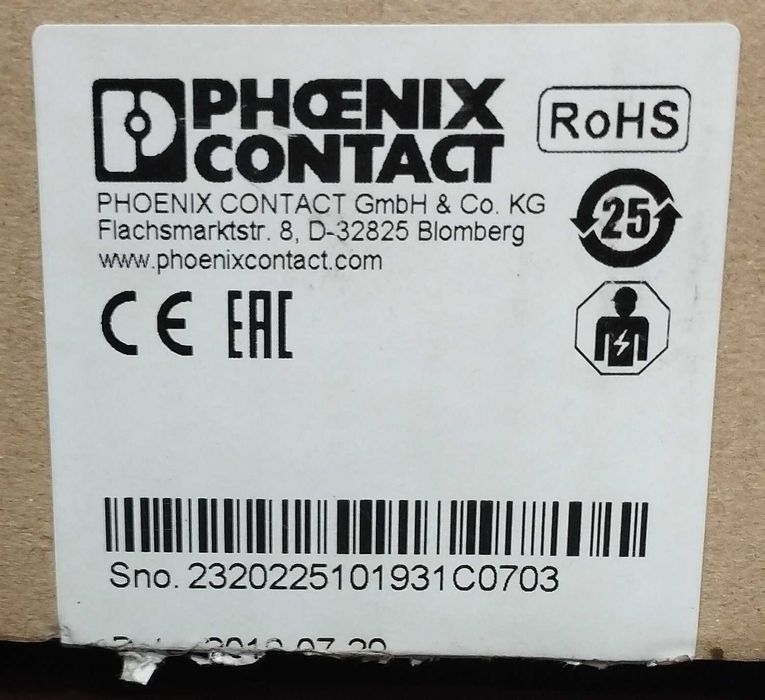 PHŒNIX
CONTACT
RoHS
PHOENIX CONTACT GmbH & Co. KG
Flachsmarktstr. 8, D-32825 Blomberg
www.phoenixcontact.com
25
CE EAC
Sno. 2320225101931C0703